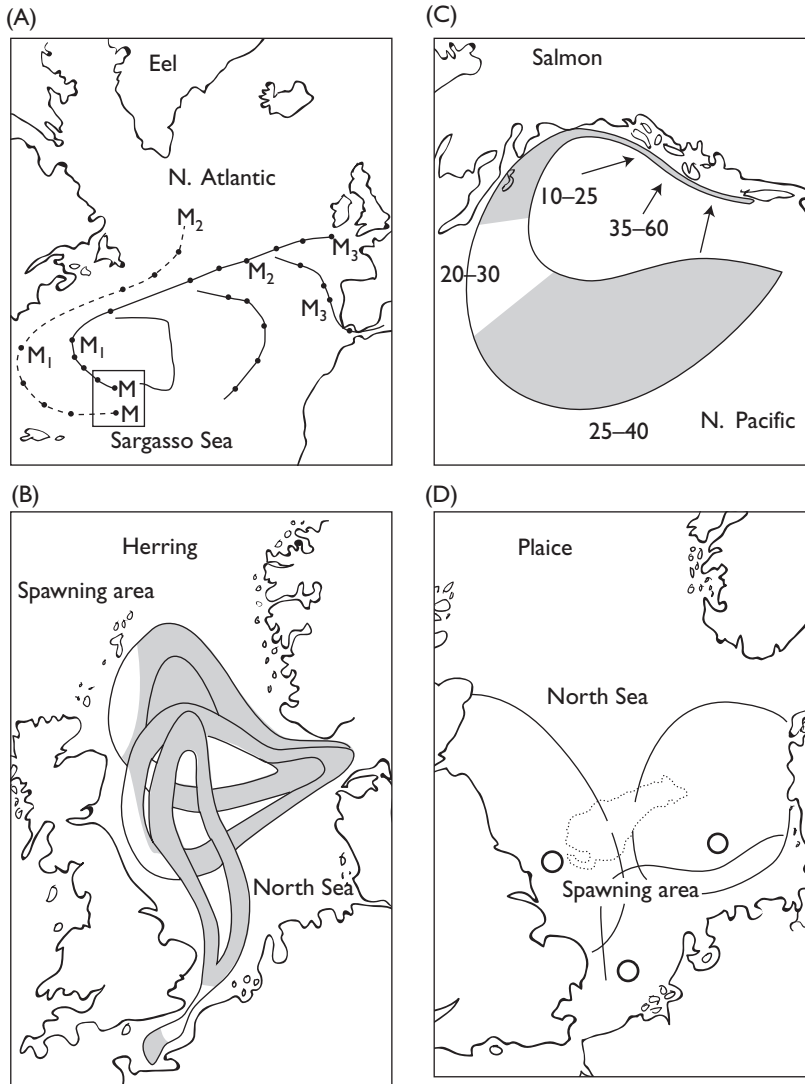 (A)
Eel
N. Atlantic
M2
M3
M2
M3
M1
M1
M
M
Sargasso Sea
(C)
Salmon
10–25
35–60
20–30
25–40
N. Pacific
(B)
Herring
Spawning area
North Sea
(D)
Plaice
North Sea
Spawning area